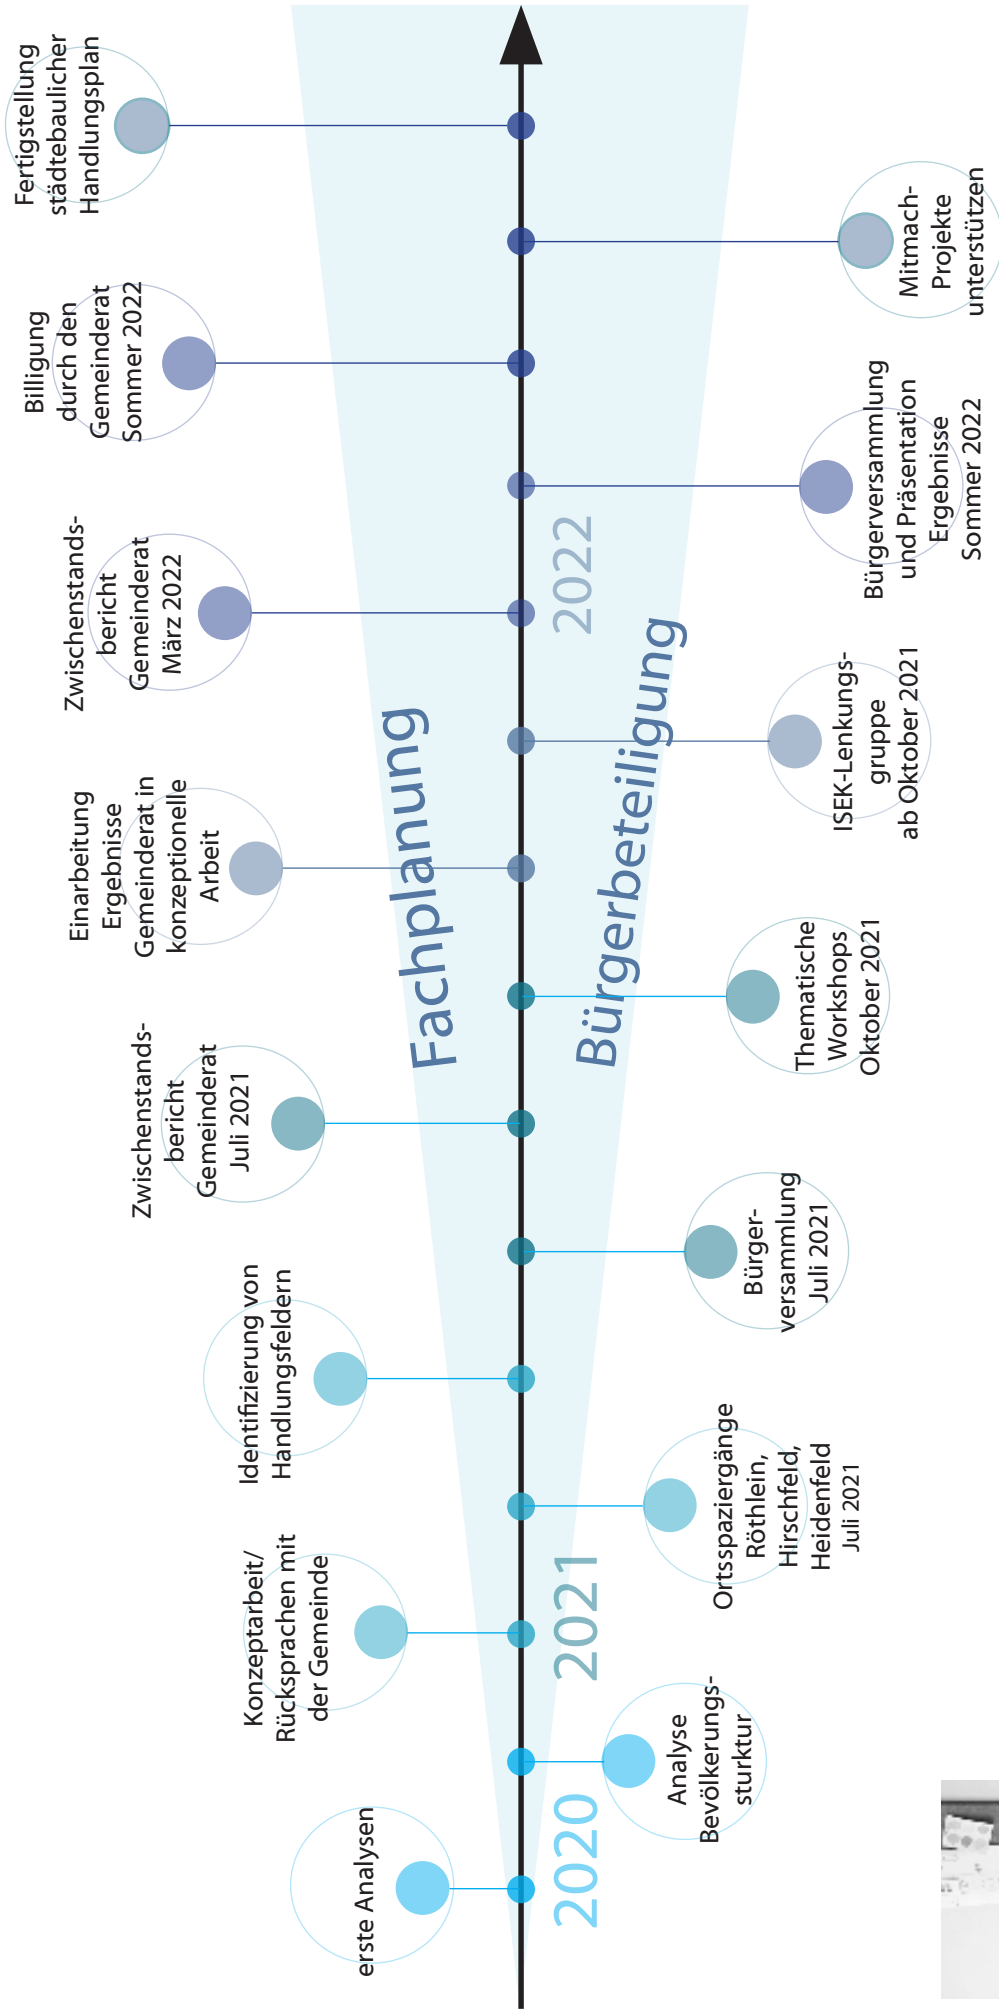 erste Analysen
2020
Analyse
Bevölkerungs-
sturktur
Konzeptarbeit/
Rücksprachen mit
der Gemeinde
2021
Ortsspaziergänge
Röthlein,
Hirschfeld,
Heidenfeld
Juli 2021
Identifizierung von
Handlungsfeldern
Bürger-
versammlung
Juli 2021
Zwischenstands-
bericht
Gemeinderat
Juli 2021
Fachplanung
Bürgerbeteiligung
Thematische
Workshops
Oktober 2021
Einarbeitung
Ergebnisse
Gemeinderat in
konzeptionelle
Arbeit
ISEK-Lenkungs-
gruppe
ab Oktober 2021
Zwischenstands-
bericht
Gemeinderat
März 2022
2022
Bürgerversammlung
und Präsentation
Ergebnisse
Sommer 2022
Billigung
durch den
Gemeinderat
Sommer 2022
Mitmach-
Projekte
unterstützen
Fertigstellung
städtebaulicher
Handlungsplan